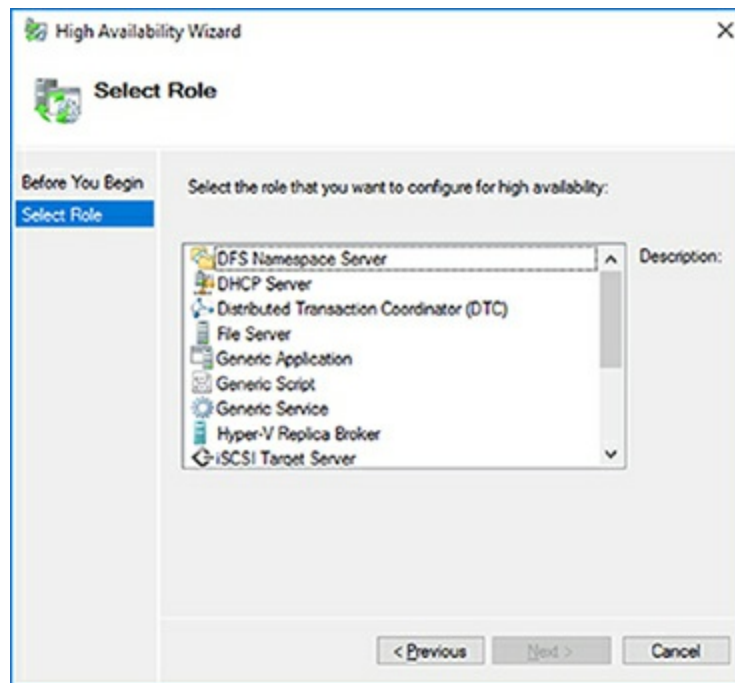 High Availability Wizard
Select Role
Before You Begin
Select Role
Select the role that you want to configure for high availability:
DFS Namespace Server
DHCP Server
Distributed Transaction Coordinator (DTC)
File Server
Generic Application
Generic Script
Generic Service
Hyper-V Replica Broker
iSCSI Target Server
Description:
< Previous
Next >
Cancel